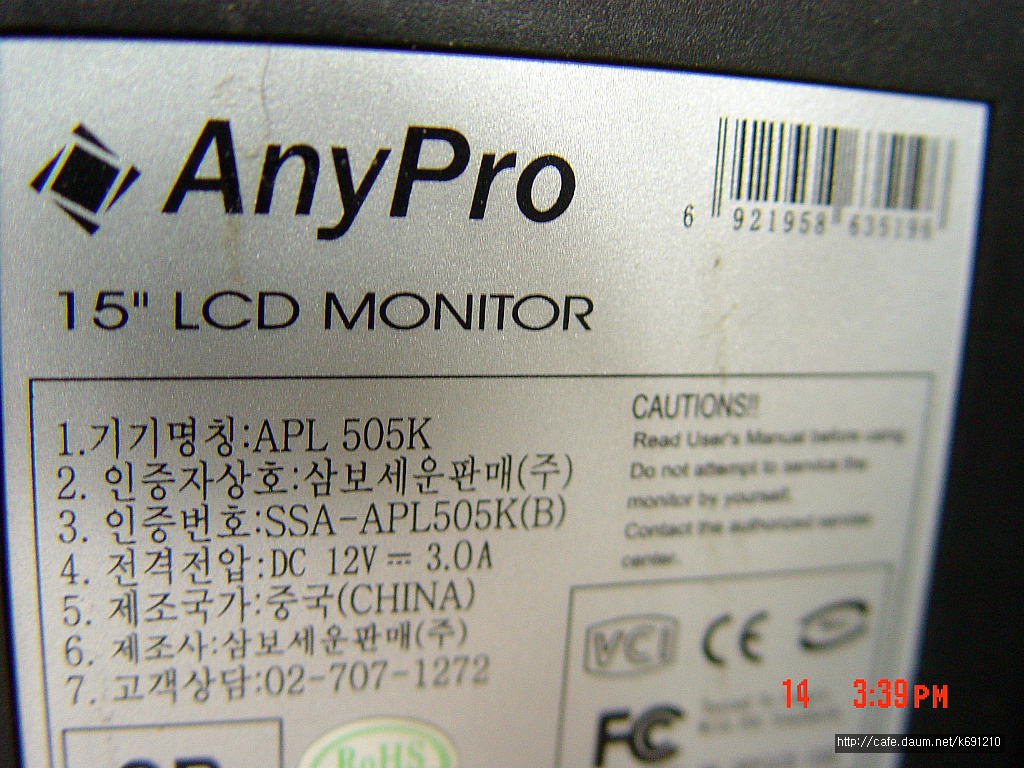 AnyPro
6 921958 635196
15" LCD MONITOR
1.기기명칭:APL 505K
2. 인증자상호:삼보세운판매(주)
3. 인증번호:SSA-APL505K(B)
4. 전격전압:DC 12V ⎓ 3.0A
5. 제조국가:중국(CHINA)
6. 제조사:삼보세운판매(주)
7. 고객상담:02-707-1272
CAUTIONS!!
Read User's Manual before using
Do not attempt to service the
monitor by yourself.
Contact the authorized service
center.
VCI CE
FC
RoHS
14 3:39PM
http://cafe.daum.net/k691210